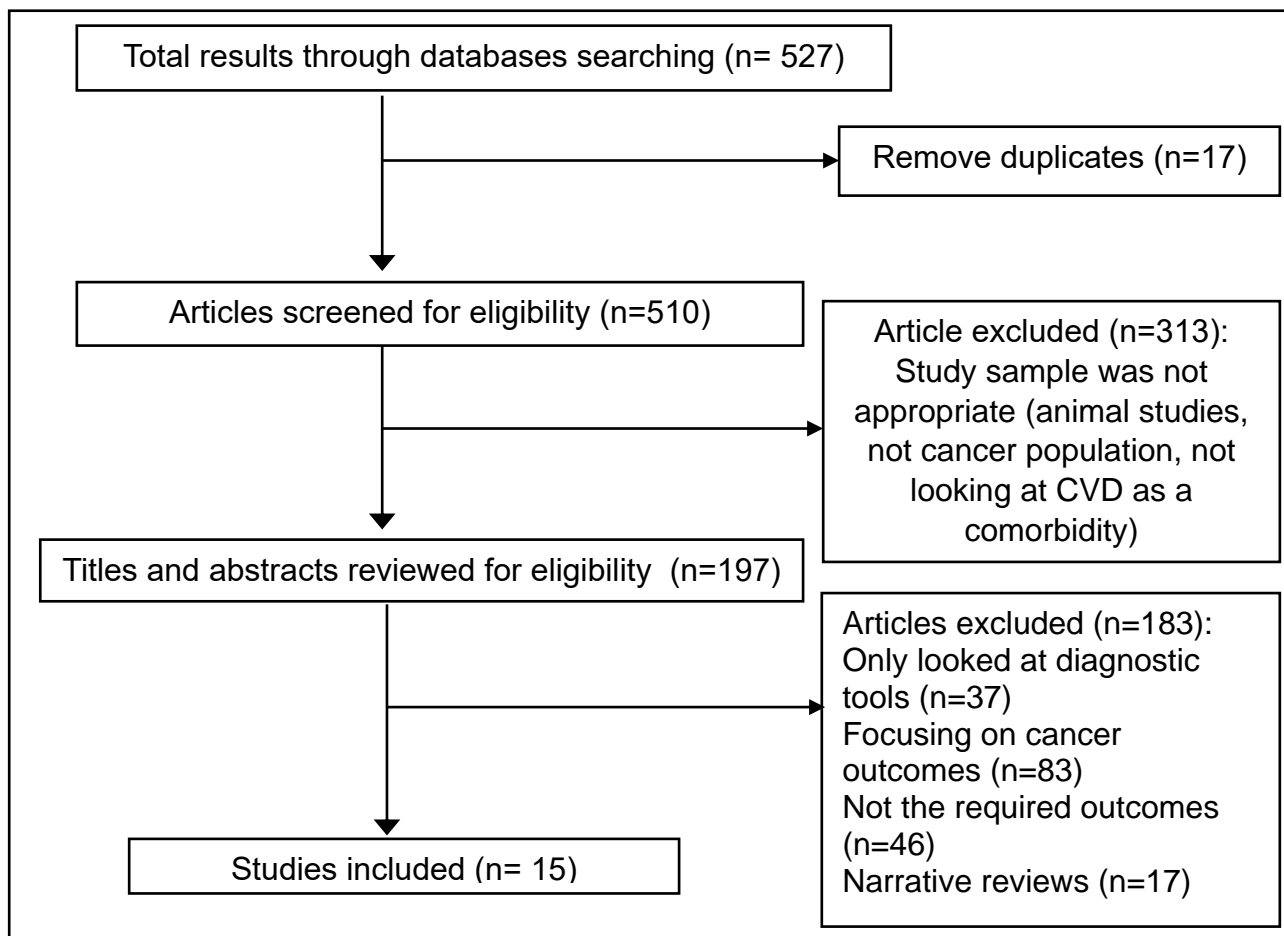 Total results through databases searching (n= 527)
Remove duplicates (n=17)
Articles screened for eligibility (n=510)
Article excluded (n=313):
Study sample was not
appropriate (animal studies,
not cancer population, not
looking at CVD as a
comorbidity)
Titles and abstracts reviewed for eligibility  (n=197)
Articles excluded (n=183):
Only looked at diagnostic
tools (n=37)
Focusing on cancer
outcomes (n=83)
Not the required outcomes
(n=46)
Narrative reviews (n=17)
Studies included (n= 15)